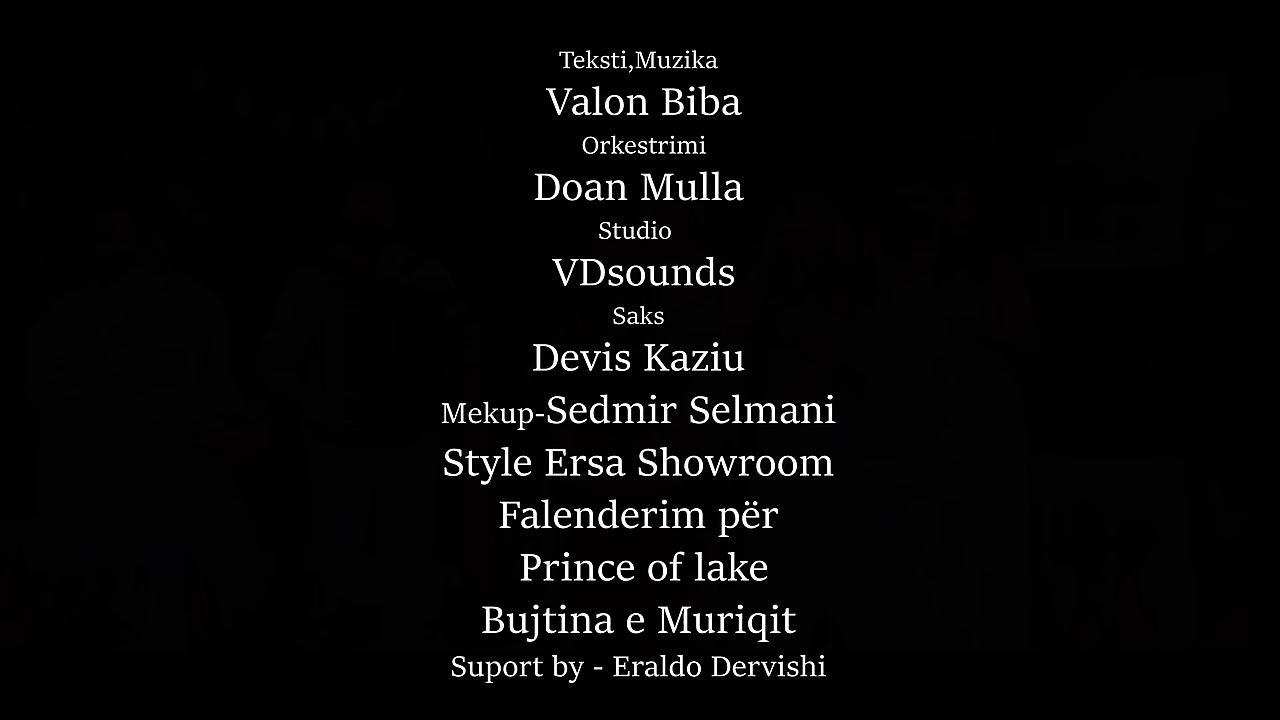 Teksti,Muzika
Valon Biba
Orkestrimi
Doan Mulla
Studio
VDsounds
Saks
Devis Kaziu
Mekup-Sedmir Selmani
Style Ersa Showroom
Falenderim për
Prince of lake
Bujtina e Muriqit
Suport by - Eraldo Dervishi